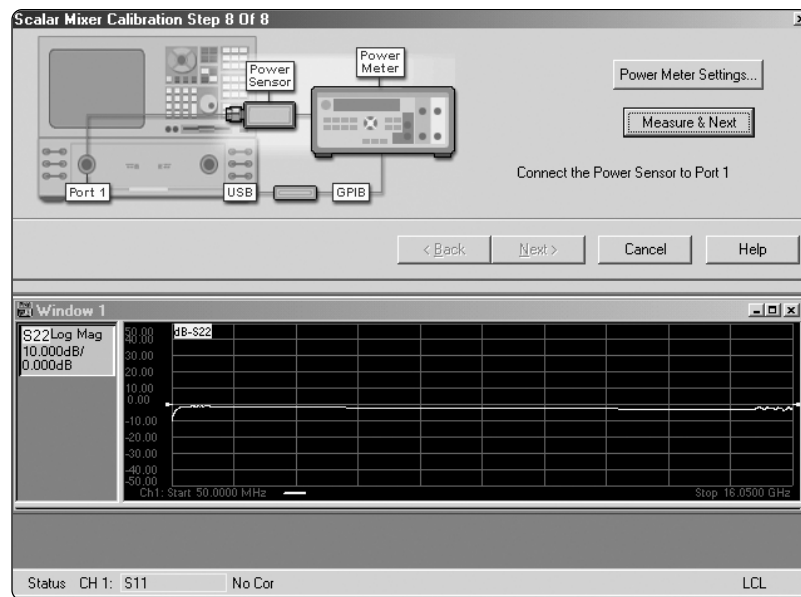 Scalar Mixer Calibration Step 8 Of 8
Power Sensor
Power Meter
Port 1
USB
GPIB
Power Meter Settings...
Measure & Next
Connect the Power Sensor to Port 1
< Back
Next >
Cancel
Help
Window 1
S22 Log Mag
10.000dB/
0.000dB
50.00
40.00
30.00
20.00
10.00
0.00
-10.00
-20.00
-30.00
-40.00
-50.00
dB-S22
Ch1: Start 50.0000 MHz
Stop 16.0500 GHz
Status CH 1: S11 No Cor LCL